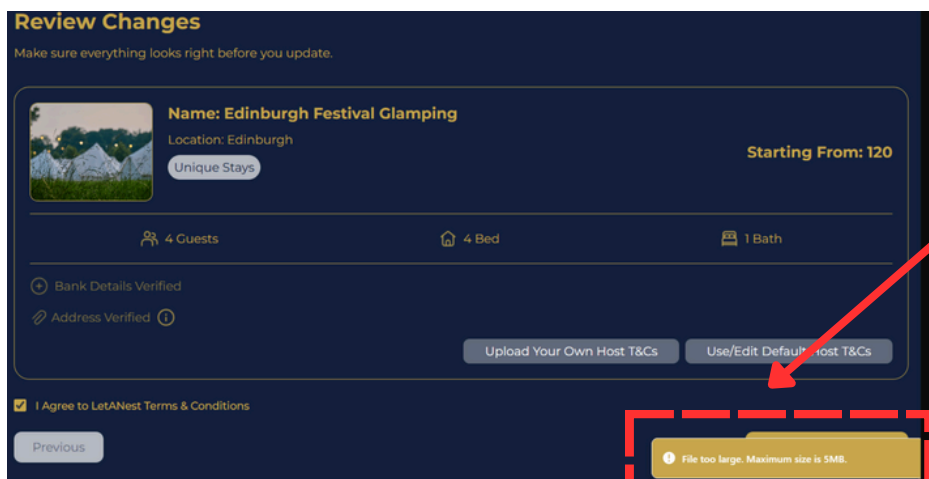 Review Changes
Make sure everything looks right before you update.
Name: Edinburgh Festival Glamping
Location: Edinburgh
Unique Stays
Starting From: 120
4 Guests
4 Bed
1 Bath
Bank Details Verified
Address Verified
Upload Your Own Host T&Cs
Use/Edit Default Host T&Cs
I Agree to LetANest Terms & Conditions
Previous
File too large. Maximum size is 5MB.